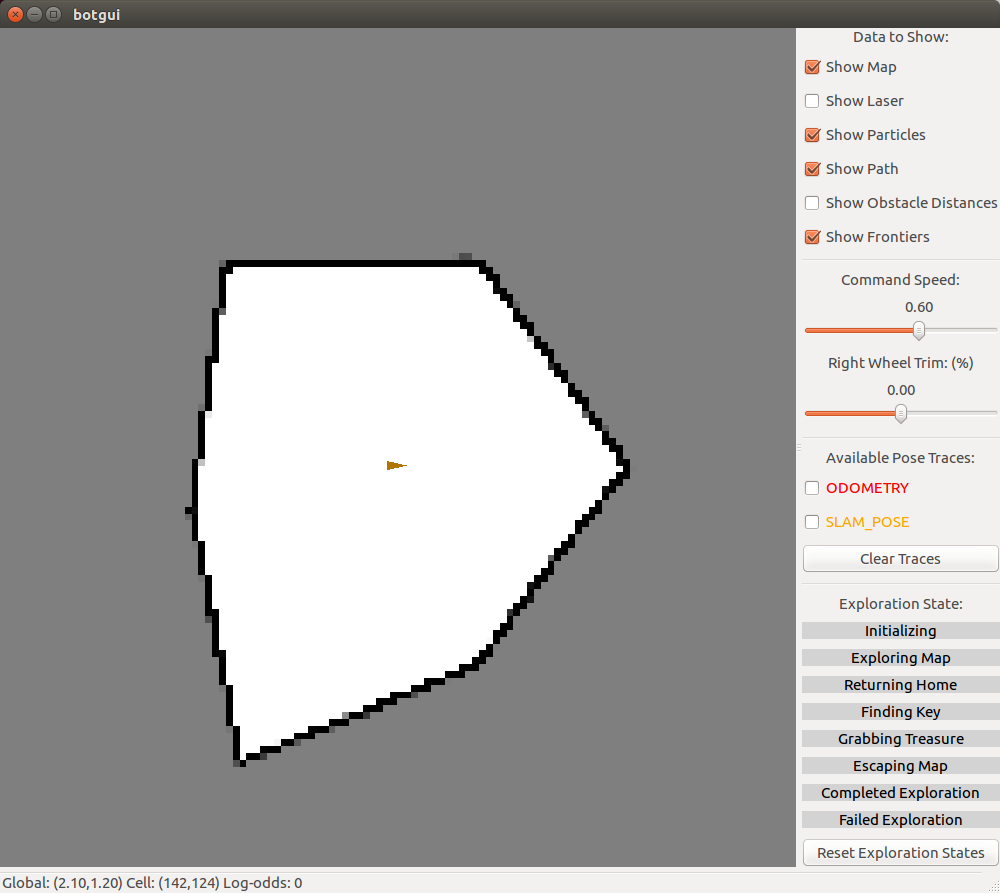 botgui
Data to Show:
Show Map
Show Laser
Show Particles
Show Path
Show Obstacle Distances
Show Frontiers
Command Speed:
0.60
Right Wheel Trim: (%)
0.00
Available Pose Traces:
ODOMETRY
SLAM_POSE
Clear Traces
Exploration State:
Initializing
Exploring Map
Returning Home
Finding Key
Grabbing Treasure
Escaping Map
Completed Exploration
Failed Exploration
Reset Exploration States
Global: (2.10,1.20) Cell: (142,124) Log-odds: 0